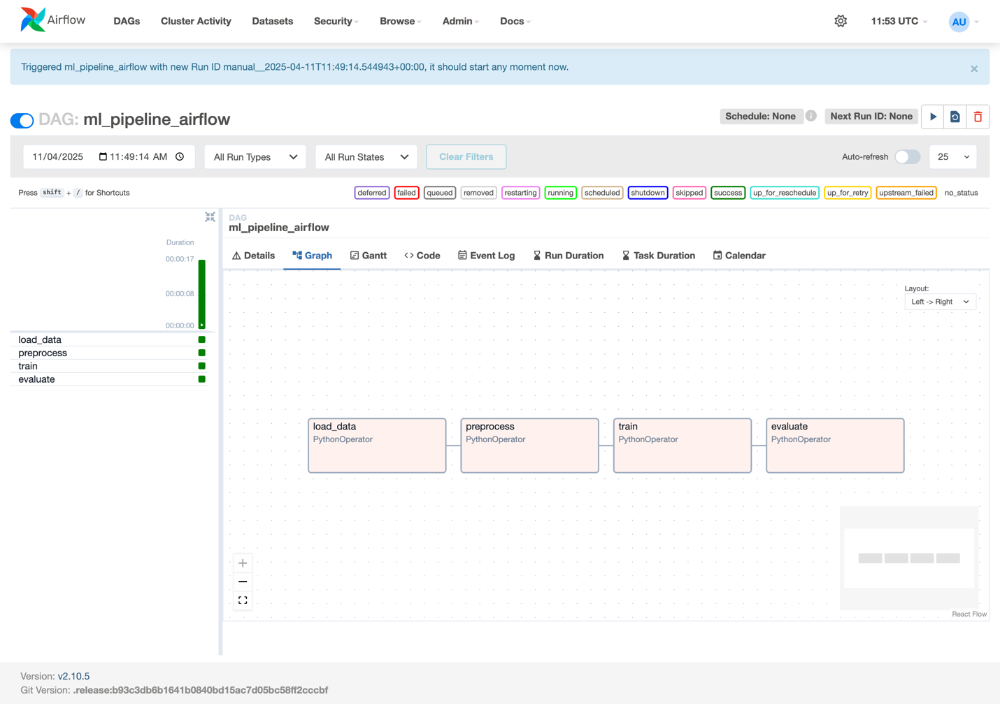 Airflow DAGs Cluster Activity Datasets Security Browse Admin Docs 11:53 UTC AU
Triggered ml_pipeline_airflow with new Run ID manual__2025-04-11T11:49:14.544943+00:00, it should start any moment now. ×
DAG: ml_pipeline_airflow Schedule: None Next Run ID: None
11/04/2025 11:49:14 AM All Run Types All Run States Clear Filters Auto-refresh 25
Press shift + / for Shortcuts deferred failed queued removed restarting running scheduled shutdown skipped success up_for_reschedule up_for_retry upstream_failed no_status
Duration
00:00:17
00:00:08
00:00:00
load_data
preprocess
train
evaluate
DAG
ml_pipeline_airflow
Details Graph Gantt Code Event Log Run Duration Task Duration Calendar
Layout:
Left -> Right
load_data
PythonOperator
preprocess
PythonOperator
train
PythonOperator
evaluate
PythonOperator
React Flow
Version: v2.10.5
Git Version: .release:b93c3db6b1641b0840bd15ac7d05bc58ff2cccbf